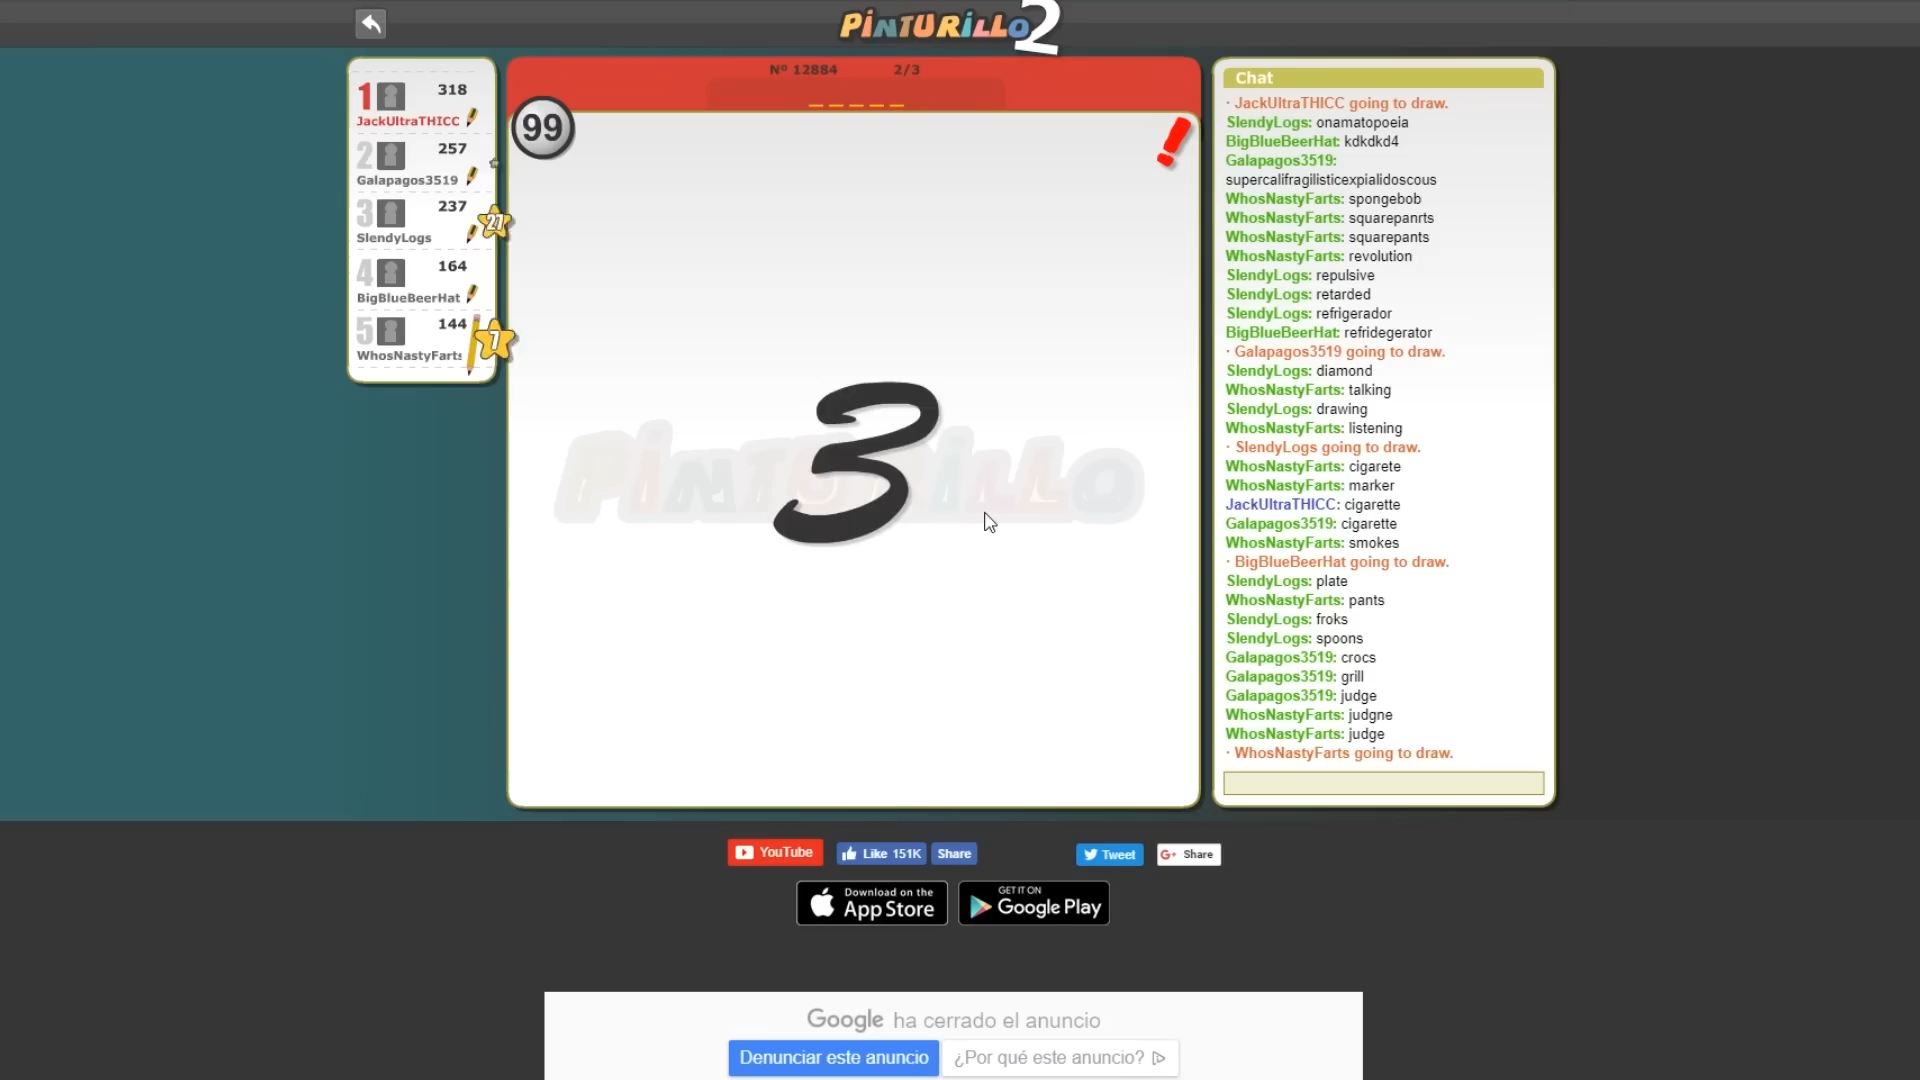 PINTURILLO 2
Nº 12884 2/3
99
1 318
JackUltraTHICC
2 257
Galapagos3519
3 237
SlendyLogs
21
4 164
BigBlueBeerHat
5 144
WhosNastyFarts
7
PINTURILLO
3
Chat
· JackUltraTHICC going to draw.
SlendyLogs: onamatopoeia
BigBlueBeerHat: kdkdkd4
Galapagos3519:
supercalifragilisticexpialidoscous
WhosNastyFarts: spongebob
WhosNastyFarts: squarepanrts
WhosNastyFarts: squarepants
WhosNastyFarts: revolution
SlendyLogs: repulsive
SlendyLogs: retarded
SlendyLogs: refrigerador
BigBlueBeerHat: refridegerator
· Galapagos3519 going to draw.
SlendyLogs: diamond
WhosNastyFarts: talking
SlendyLogs: drawing
WhosNastyFarts: listening
· SlendyLogs going to draw.
WhosNastyFarts: cigarete
WhosNastyFarts: marker
JackUltraTHICC: cigarette
Galapagos3519: cigarette
WhosNastyFarts: smokes
· BigBlueBeerHat going to draw.
SlendyLogs: plate
WhosNastyFarts: pants
SlendyLogs: froks
SlendyLogs: spoons
Galapagos3519: crocs
Galapagos3519: grill
Galapagos3519: judge
WhosNastyFarts: judgne
WhosNastyFarts: judge
· WhosNastyFarts going to draw.
YouTube Like 151K Share Tweet G+ Share
Download on the
App Store
GET IT ON
Google Play
Google ha cerrado el anuncio
Denunciar este anuncio ¿Por qué este anuncio?